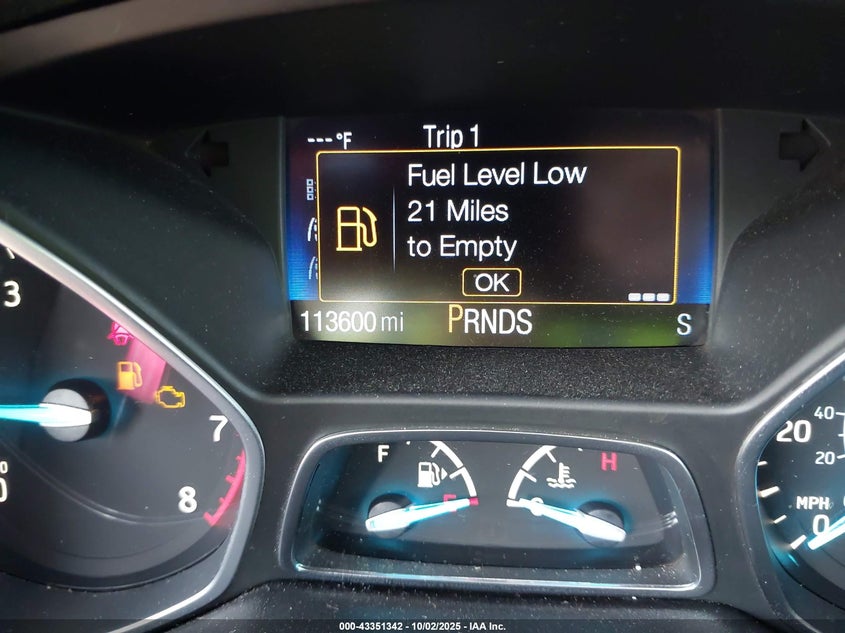 ---°F Trip 1
Fuel Level Low
21 Miles
to Empty
OK
113600 mi PRNDS S
3
7
8
0
F
E
H
C
40
20
20
MPH
0
000-43351342 - 10/02/2025 - IAA Inc.